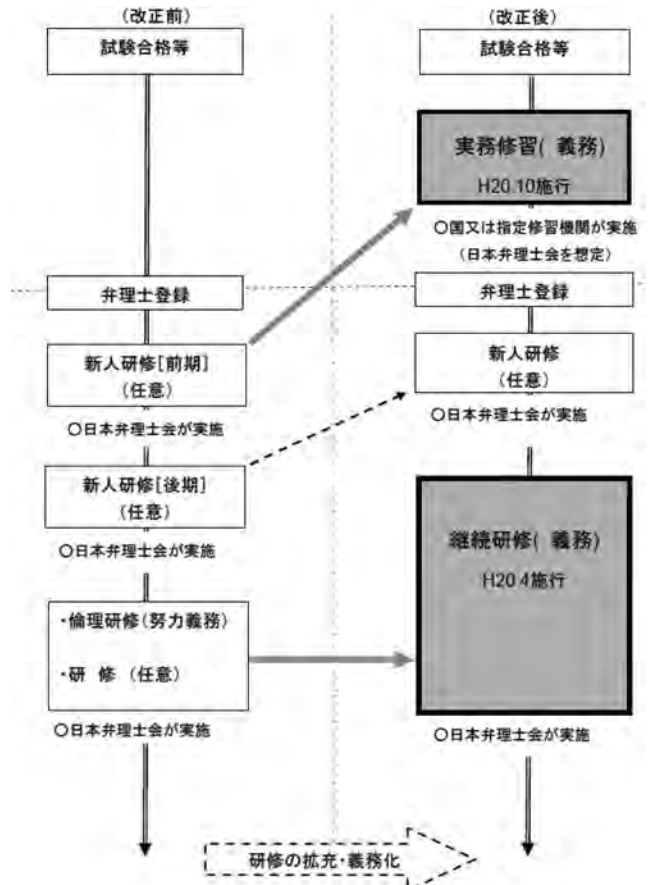 (改正前)
試験合格等
弁理士登録
新人研修[前期]
(任意)
〇日本弁理士会が実施
新人研修[後期]
(任意)
〇日本弁理士会が実施
・倫理研修(努力義務)
・研 修 (任意)
〇日本弁理士会が実施
(改正後)
試験合格等
実務修習( 義務)
H20.10施行
〇国又は指定修習機関が実施
(日本弁理士会を想定)
弁理士登録
新人研修
(任意)
〇日本弁理士会が実施
継続研修( 義務)
H20.4施行
〇日本弁理士会が実施
研修の拡充・義務化